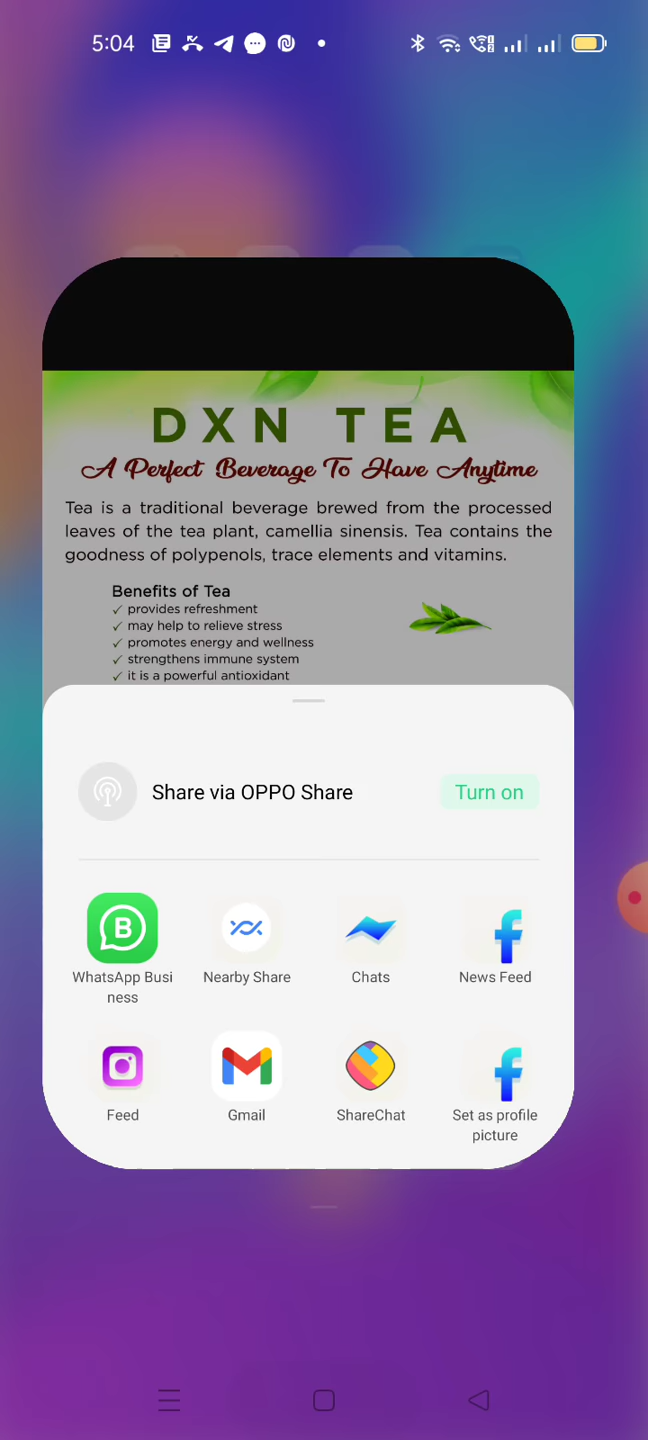 5:04
DXN TEA
A Perfect Beverage To Have Anytime
Tea is a traditional beverage brewed from the processed
leaves of the tea plant, camellia sinensis. Tea contains the
goodness of polypenols, trace elements and vitamins.
Benefits of Tea
✓ provides refreshment
✓ may help to relieve stress
✓ promotes energy and wellness
✓ strengthens immune system
✓ it is a powerful antioxidant
Share via OPPO Share Turn on
WhatsApp Busi
ness
Nearby Share
Chats
News Feed
Feed
Gmail
ShareChat
Set as profile
picture